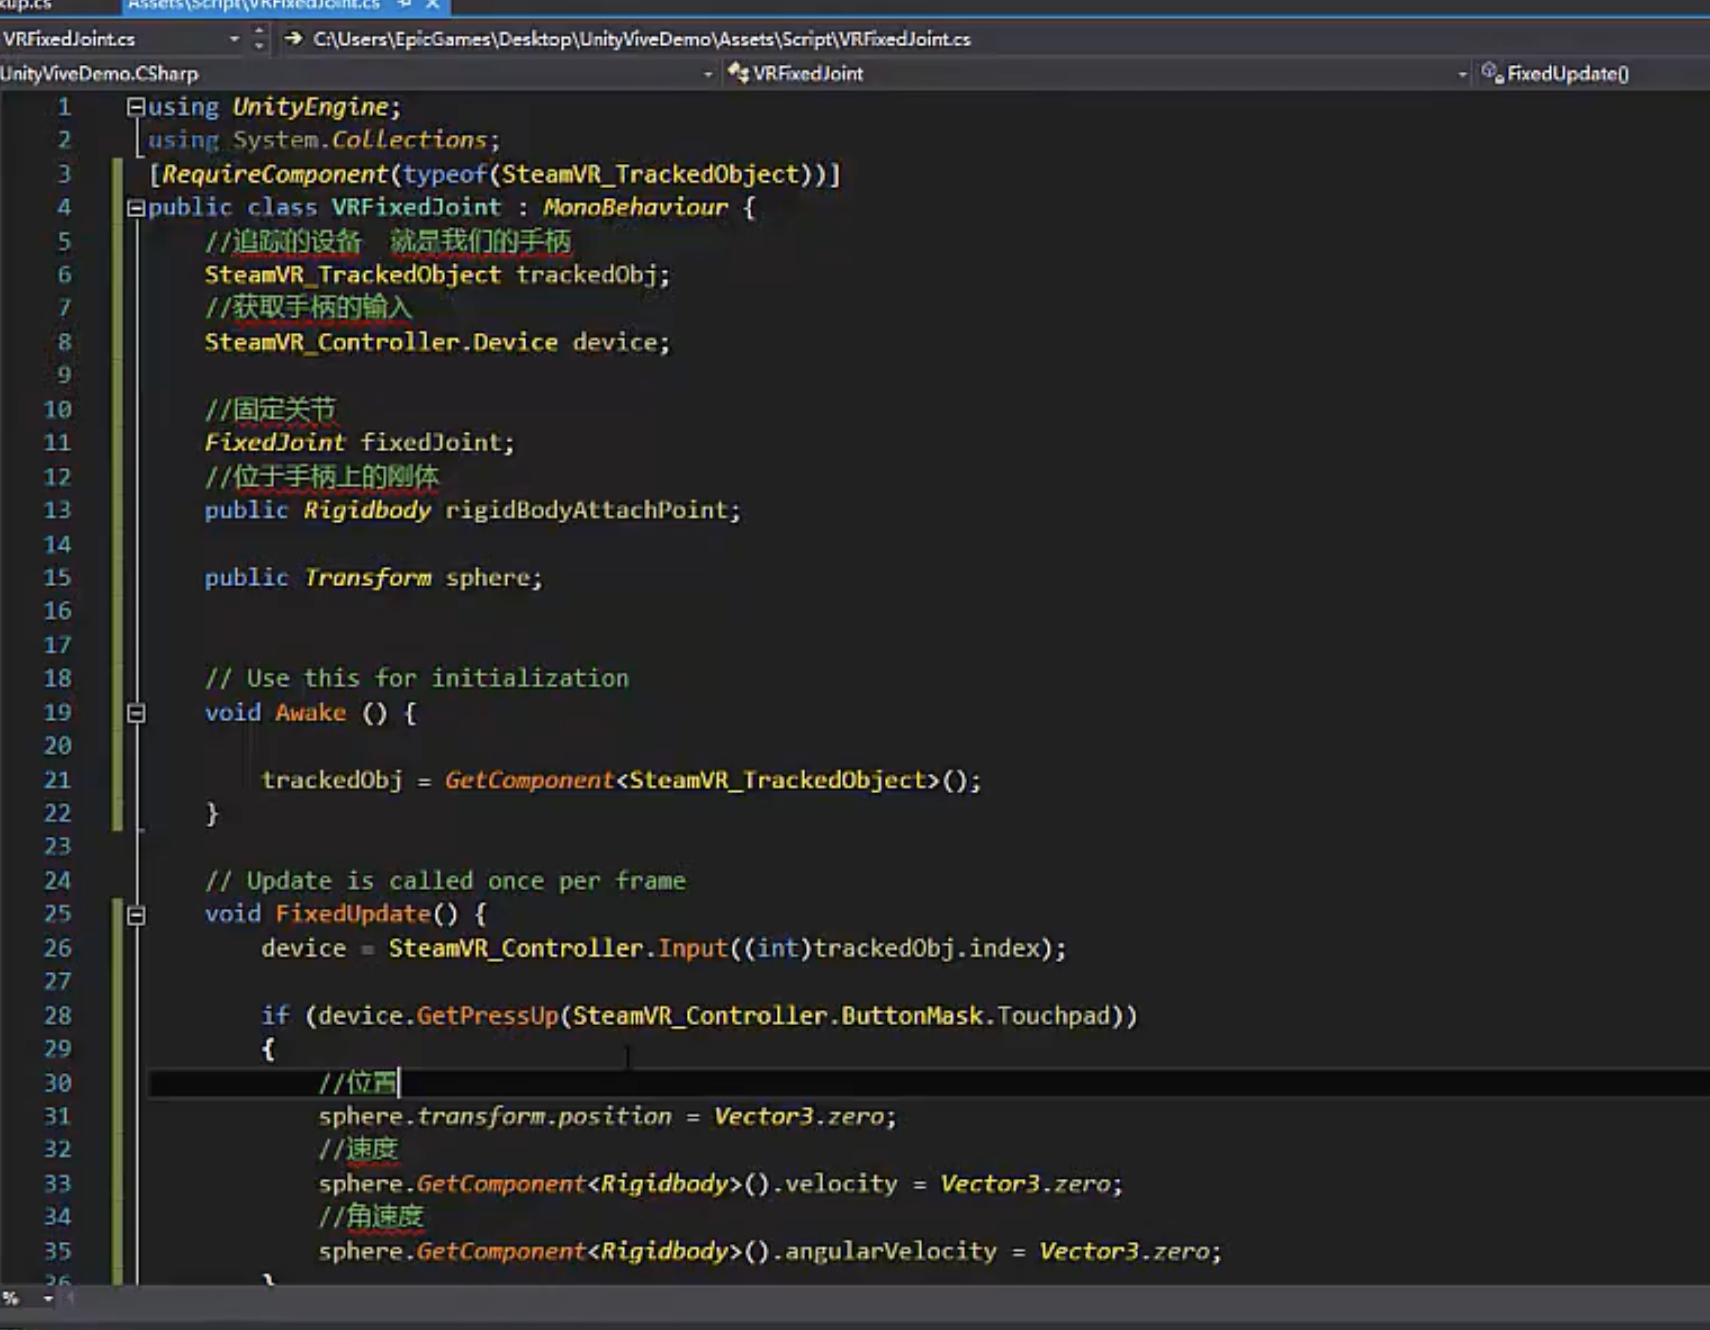 kup.cs Assets\Script\VRFixedJoint.cs
VRFixedJoint.cs C:\Users\EpicGames\Desktop\UnityViveDemo\Assets\Script\VRFixedJoint.cs
UnityViveDemo.CSharp VRFixedJoint FixedUpdate()
1 using UnityEngine;
2 using System.Collections;
3 [RequireComponent(typeof(SteamVR_TrackedObject))]
4 public class VRFixedJoint : MonoBehaviour {
5 //追踪的设备 就是我们的手柄
6 SteamVR_TrackedObject trackedObj;
7 //获取手柄的输入
8 SteamVR_Controller.Device device;
9
10 //固定关节
11 FixedJoint fixedJoint;
12 //位于手柄上的刚体
13 public Rigidbody rigidBodyAttachPoint;
14
15 public Transform sphere;
16
17
18 // Use this for initialization
19 void Awake () {
20
21 trackedObj = GetComponent<SteamVR_TrackedObject>();
22 }
23
24 // Update is called once per frame
25 void FixedUpdate() {
26 device = SteamVR_Controller.Input((int)trackedObj.index);
27
28 if (device.GetPressUp(SteamVR_Controller.ButtonMask.Touchpad))
29 {
30 //位置
31 sphere.transform.position = Vector3.zero;
32 //速度
33 sphere.GetComponent<Rigidbody>().velocity = Vector3.zero;
34 //角速度
35 sphere.GetComponent<Rigidbody>().angularVelocity = Vector3.zero;
36 }
%